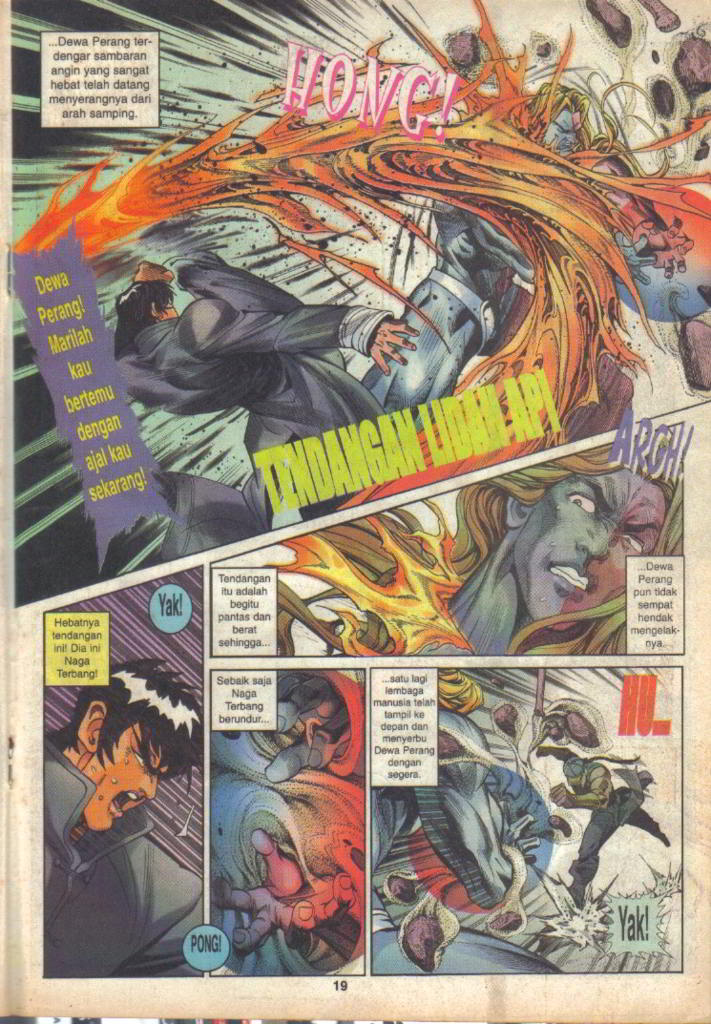 ...Dewa Perang ter-
dengar sambaran
angin yang sangat
hebat telah datang
menyerangnya dari
arah samping.
HONG!
Dewa
Perang!
Marilah
kau
bertemu
dengan
ajal kau
sekarang!
TENDANGAN LIDAH API
ARGH!
Tendangan
itu adalah
begitu
pantas dan
berat
sehingga...
...Dewa
Perang
pun tidak
sempat
hendak
mengelak-
nya.
Yak!
Hebatnya
tendangan
ini! Dia ini
Naga
Terbang!
PONG!
Sebaik saja
Naga
Terbang
berundur...
...satu lagi
lembaga
manusia telah
tampil ke
depan dan
menyerbu
Dewa Perang
dengan
segera.
HU...
Yak!
19